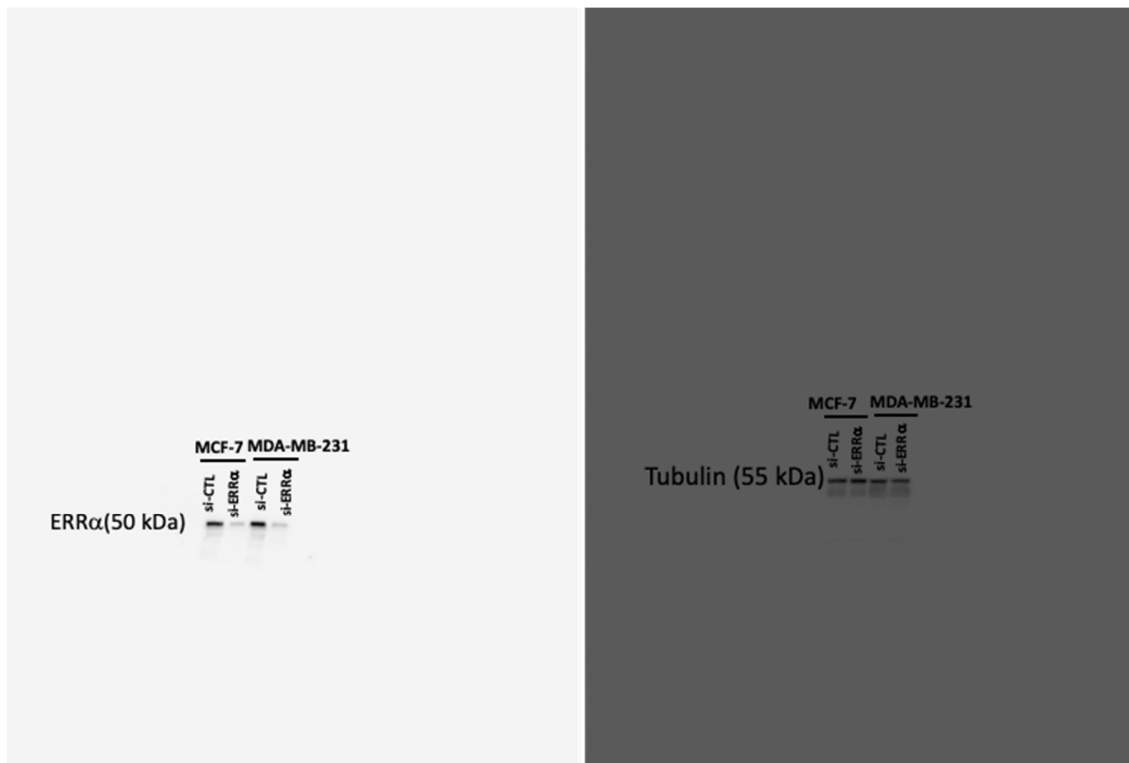 MCF-7 MDA-MB-231
si-CTL si-ERRα si-CTL si-ERRα
ERRα(50 kDa)
MCF-7 MDA-MB-231
si-CTL si-ERRα si-CTL si-ERRα
Tubulin (55 kDa)